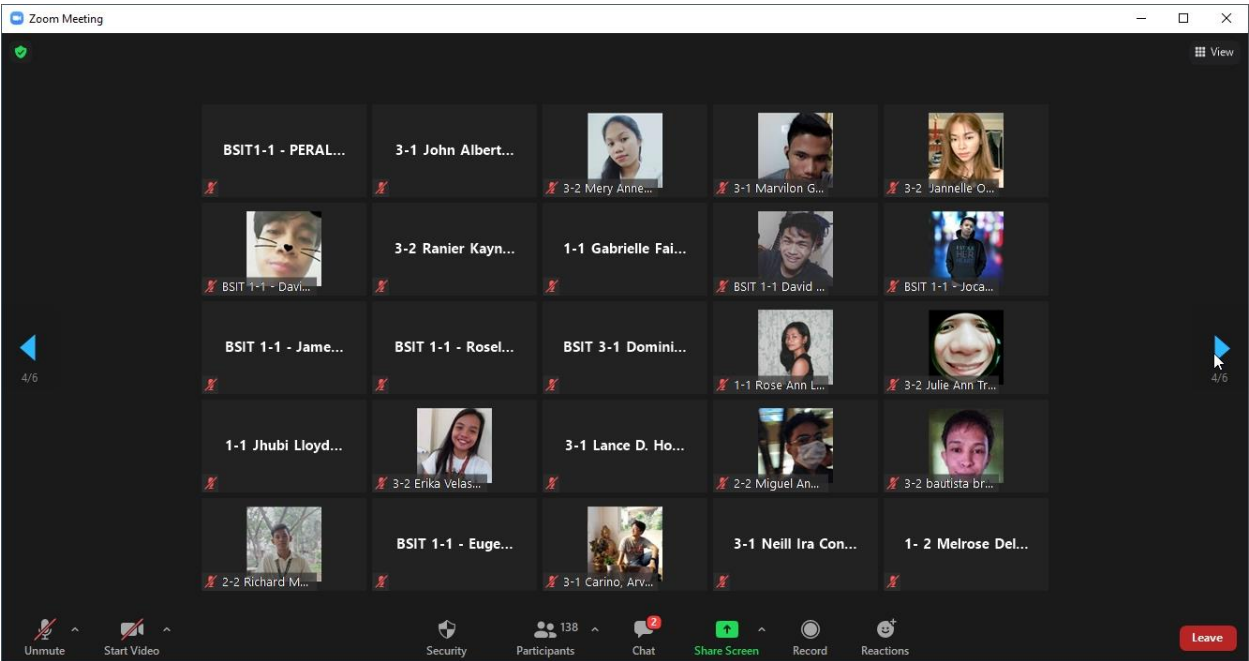 Zoom Meeting
View
BSIT1-1 - PERAL...
3-1 John Albert...
3-2 Mery Anne...
3-1 Marvilon G...
3-2 Jannelle O...
BSIT 1-1 - Davi...
3-2 Ranier Kayn...
1-1 Gabrielle Fai...
BSIT 1-1 David ...
BSIT 1-1 - Joca...
BSIT 1-1 - Jame...
BSIT 1-1 - Rosel...
BSIT 3-1 Domini...
1-1 Rose Ann L...
3-2 Julie Ann Tr...
4/6
4/6
1-1 Jhubi Lloyd...
3-2 Erika Velas...
3-1 Lance D. Ho...
2-2 Miguel An...
3-2 bautista br...
2-2 Richard M...
BSIT 1-1 - Euge...
3-1 Carino, Arv...
3-1 Neill Ira Con...
1- 2 Melrose Del...
Unmute
Start Video
Security
138
Participants
2
Chat
Share Screen
Record
Reactions
Leave